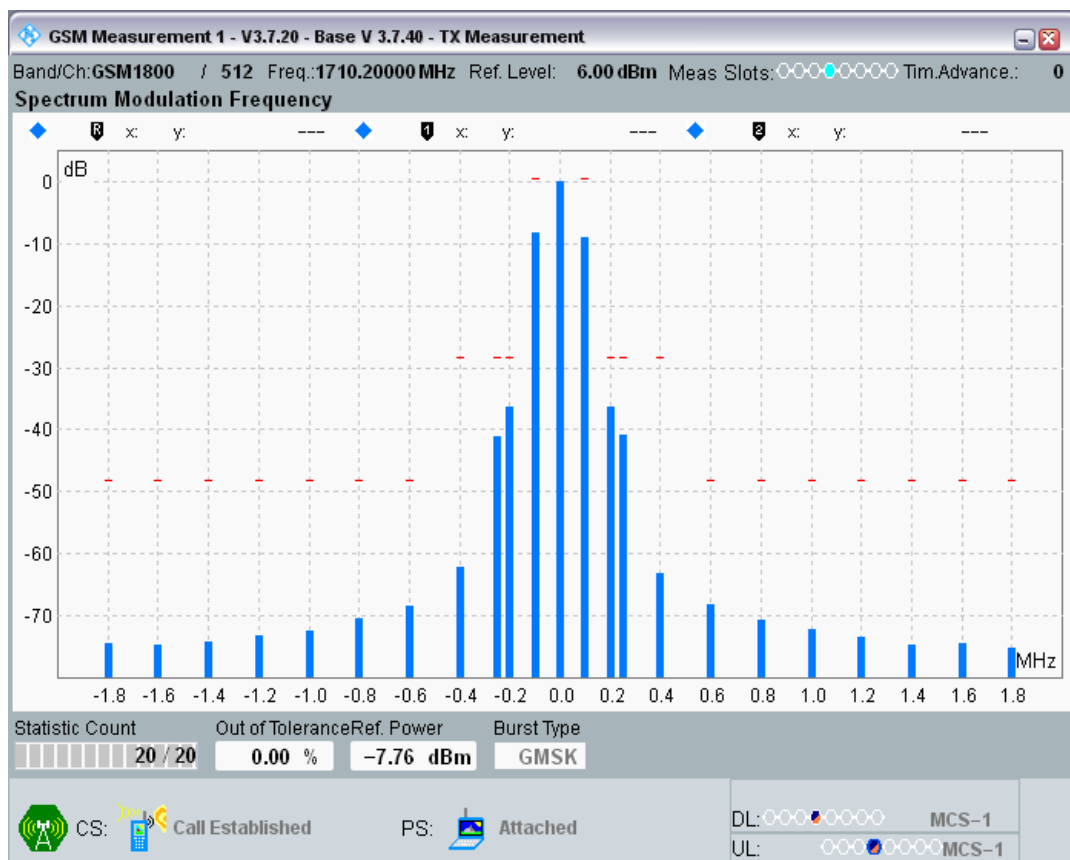 GSM Measurement 1 - V3.7.20 - Base V 3.7.40 - TX Measurement
Band/Ch:GSM1800 / 512 Freq.:1710.20000 MHz Ref. Level: 6.00 dBm Meas Slots: Tim.Advance.: 0
Spectrum Modulation Frequency
R x: y: --- 1 x: y: --- 2 x: y: ---
dB
0
-10
-20
-30
-40
-50
-60
-70
MHz
-1.8 -1.6 -1.4 -1.2 -1.0 -0.8 -0.6 -0.4 -0.2 0.0 0.2 0.4 0.6 0.8 1.0 1.2 1.4 1.6 1.8
Statistic Count Out of Tolerance Ref. Power Burst Type
20 / 20 0.00 % −7.76 dBm GMSK
CS: Call Established PS: Attached DL: MCS−1
UL: MCS−1